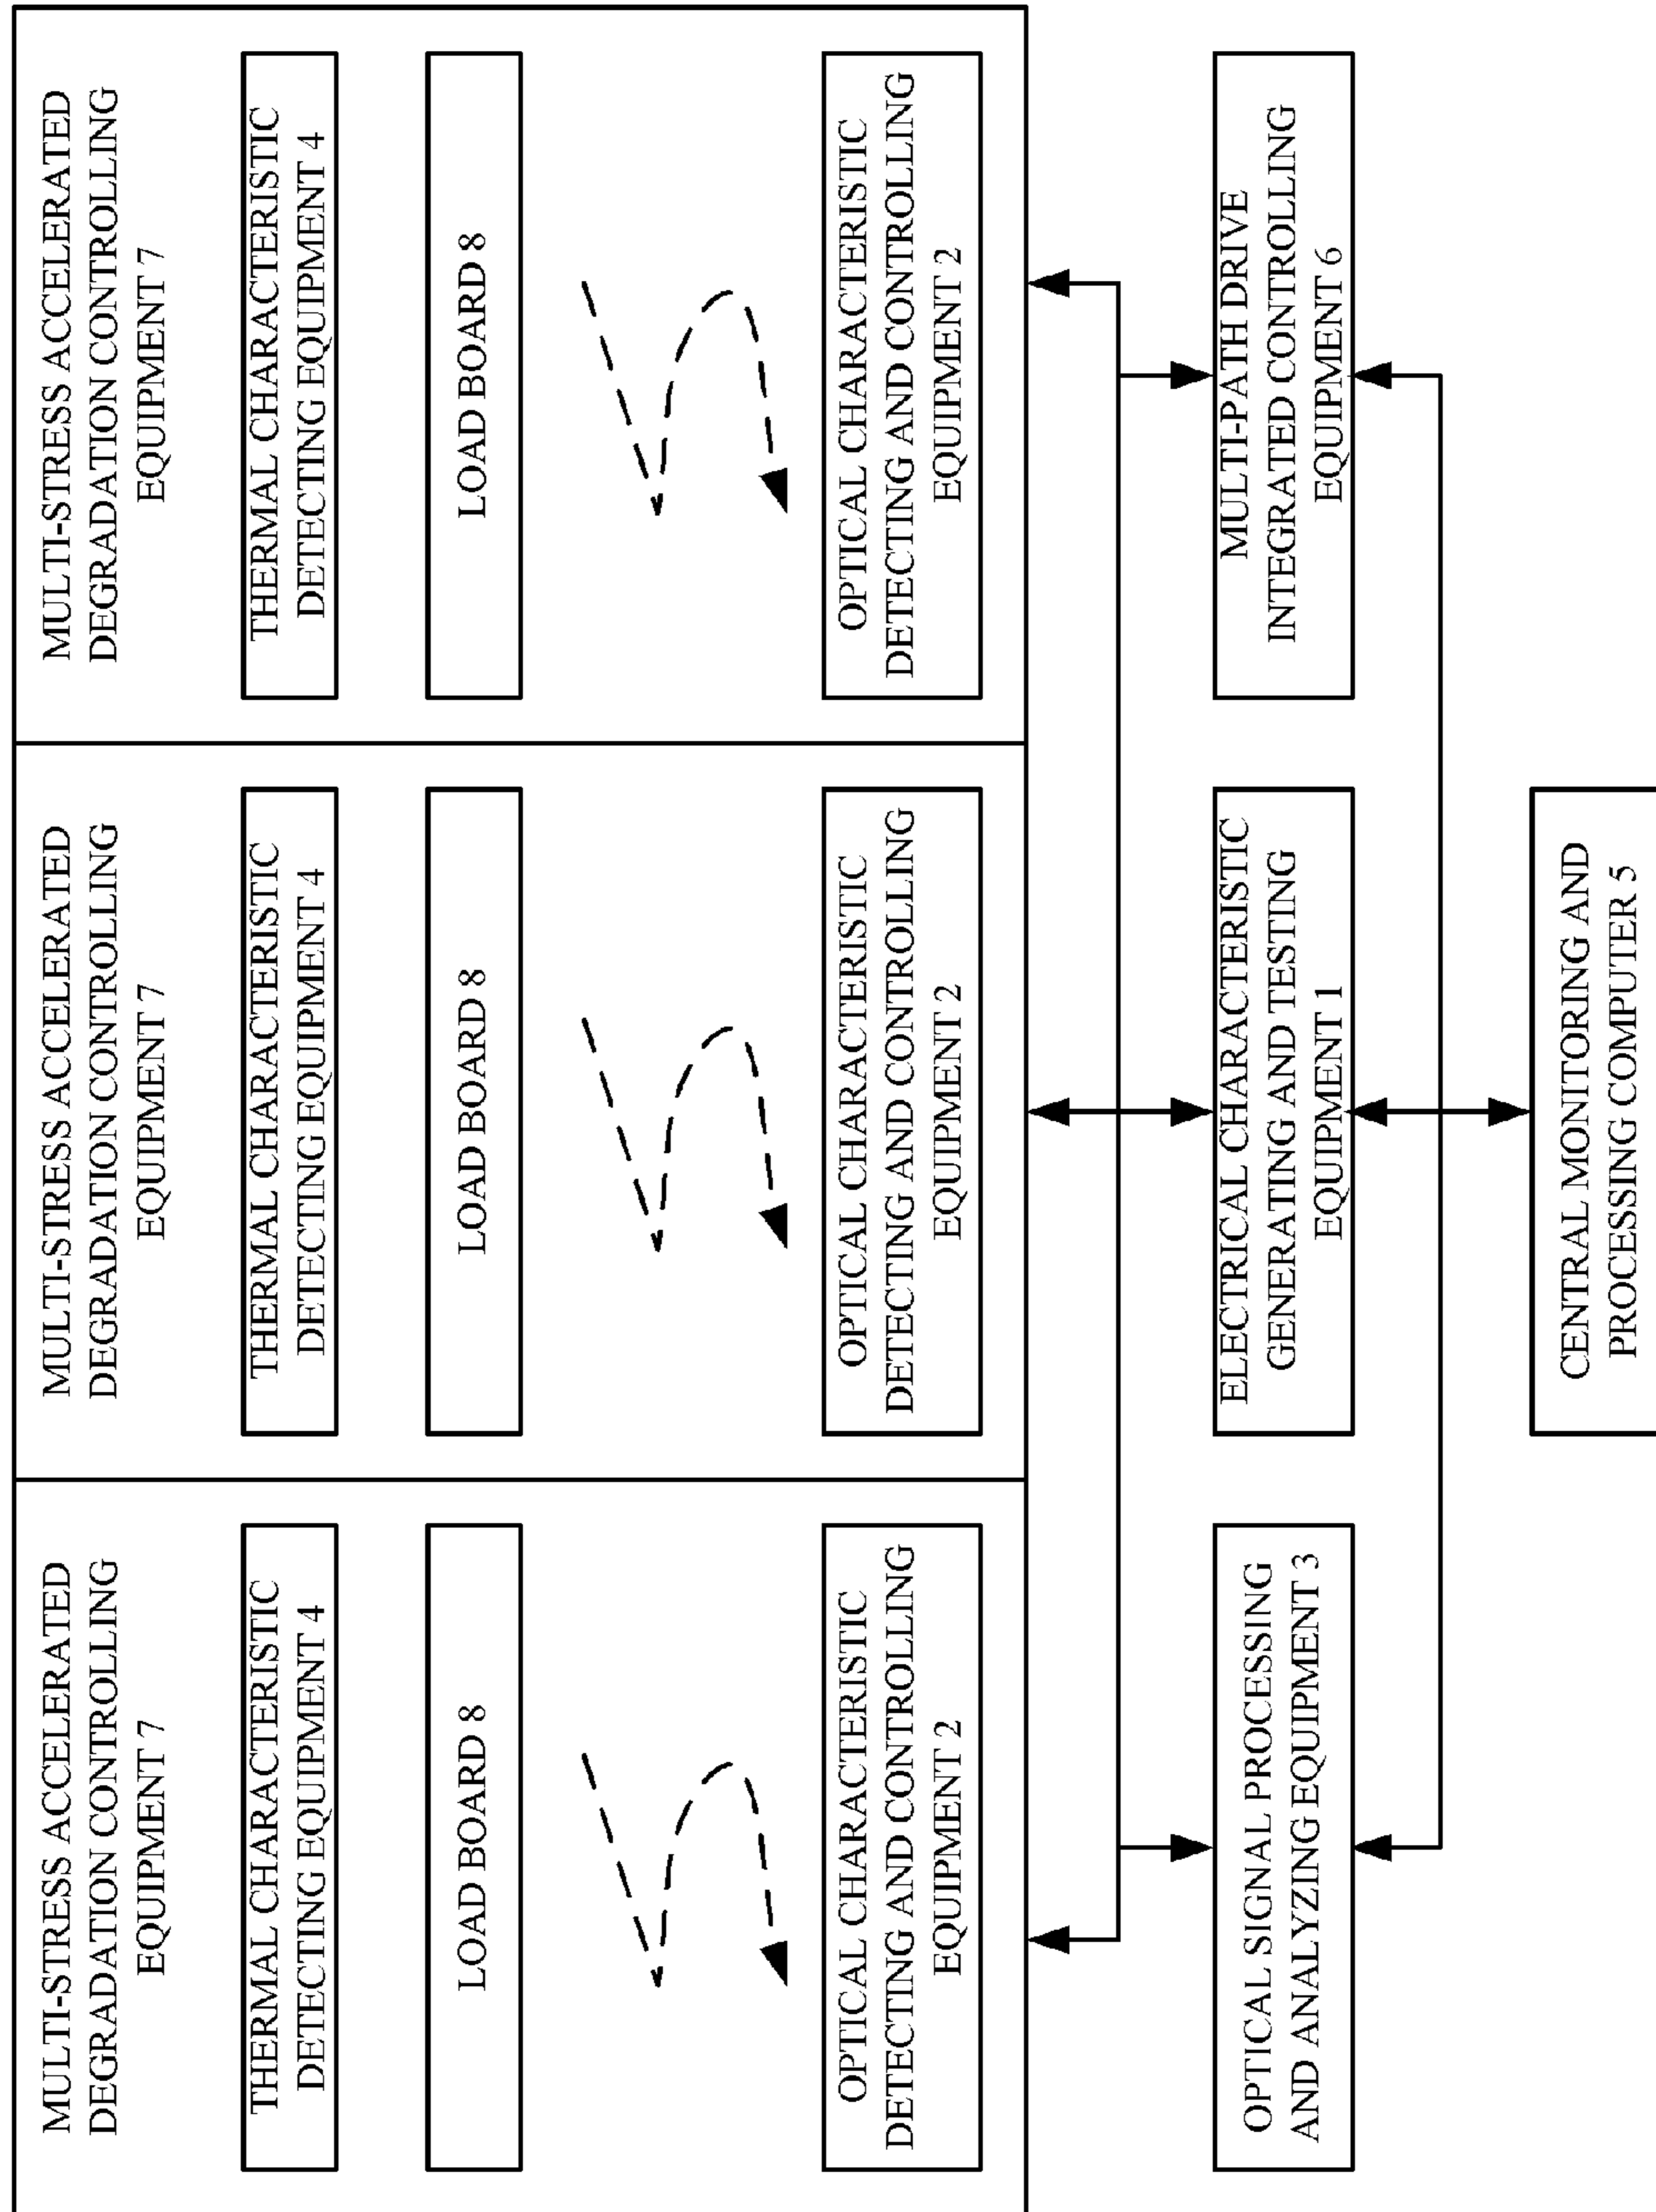 MULTI-STRESS ACCELERATED
DEGRADATION CONTROLLING
EQUIPMENT 7
THERMAL CHARACTERISTIC
DETECTING EQUIPMENT 4
LOAD BOARD 8
OPTICAL CHARACTERISTIC
DETECTING AND CONTROLLING
EQUIPMENT 2
MULTI-STRESS ACCELERATED
DEGRADATION CONTROLLING
EQUIPMENT 7
THERMAL CHARACTERISTIC
DETECTING EQUIPMENT 4
LOAD BOARD 8
OPTICAL CHARACTERISTIC
DETECTING AND CONTROLLING
EQUIPMENT 2
MULTI-STRESS ACCELERATED
DEGRADATION CONTROLLING
EQUIPMENT 7
THERMAL CHARACTERISTIC
DETECTING EQUIPMENT 4
LOAD BOARD 8
OPTICAL CHARACTERISTIC
DETECTING AND CONTROLLING
EQUIPMENT 2
OPTICAL SIGNAL PROCESSING
AND ANALYZING EQUIPMENT 3
ELECTRICAL CHARACTERISTIC
GENERATING AND TESTING
EQUIPMENT 1
MULTI-PATH DRIVE
INTEGRATED CONTROLLING
EQUIPMENT 6
CENTRAL MONITORING AND
PROCESSING COMPUTER 5